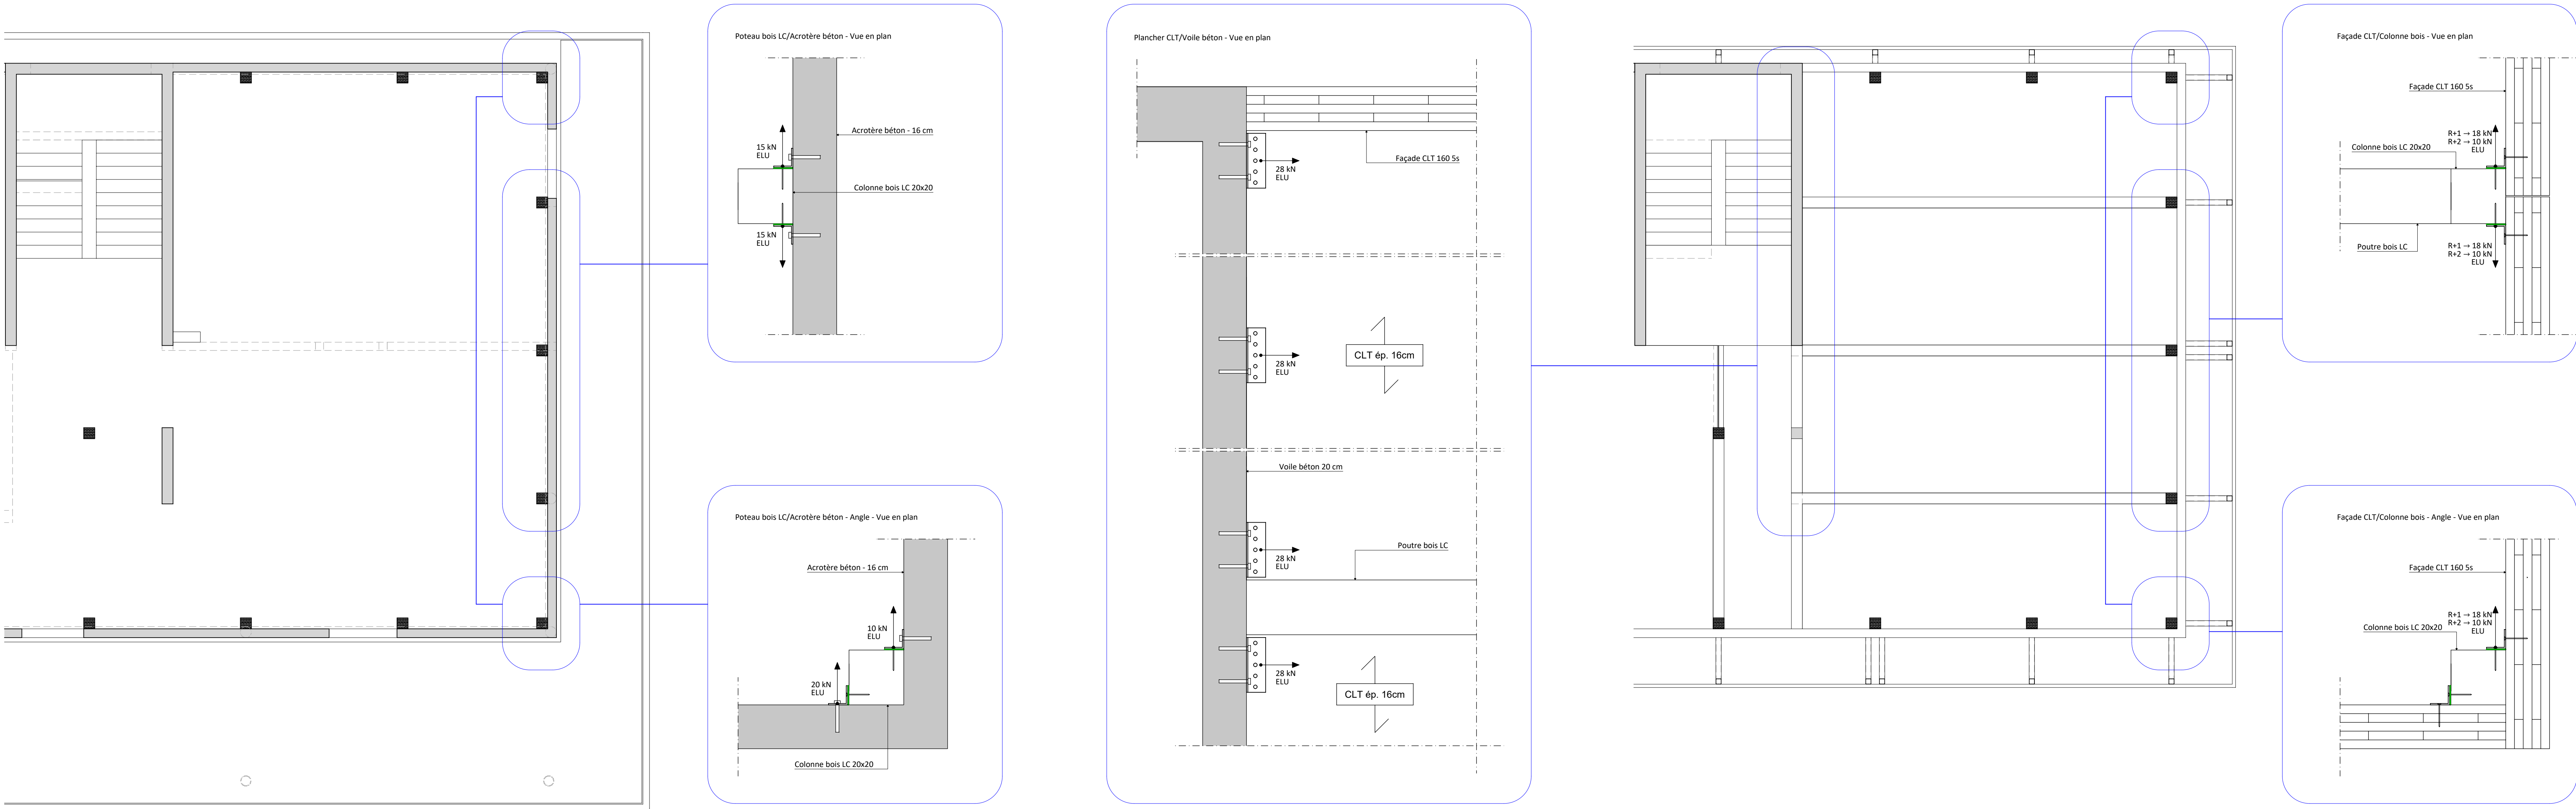 Poteau bois LC/Acrotère béton - Vue en plan
15 kN
ELU
Acrotère béton - 16 cm
Colonne bois LC 20x20
15 kN
ELU
Poteau bois LC/Acrotère béton - Angle - Vue en plan
Acrotère béton - 16 cm
10 kN
ELU
20 kN
ELU
Colonne bois LC 20x20
Plancher CLT/Voile béton - Vue en plan
Façade CLT 160 5s
28 kN
ELU
28 kN
ELU
CLT ép. 16cm
Voile béton 20 cm
28 kN
ELU
Poutre bois LC
28 kN
ELU
CLT ép. 16cm
Façade CLT/Colonne bois - Vue en plan
Façade CLT 160 5s
R+1 → 18 kN
R+2 → 10 kN
ELU
Colonne bois LC 20x20
Poutre bois LC
R+1 → 18 kN
R+2 → 10 kN
ELU
Façade CLT/Colonne bois - Angle - Vue en plan
Façade CLT 160 5s
R+1 → 18 kN
R+2 → 10 kN
ELU
Colonne bois LC 20x20